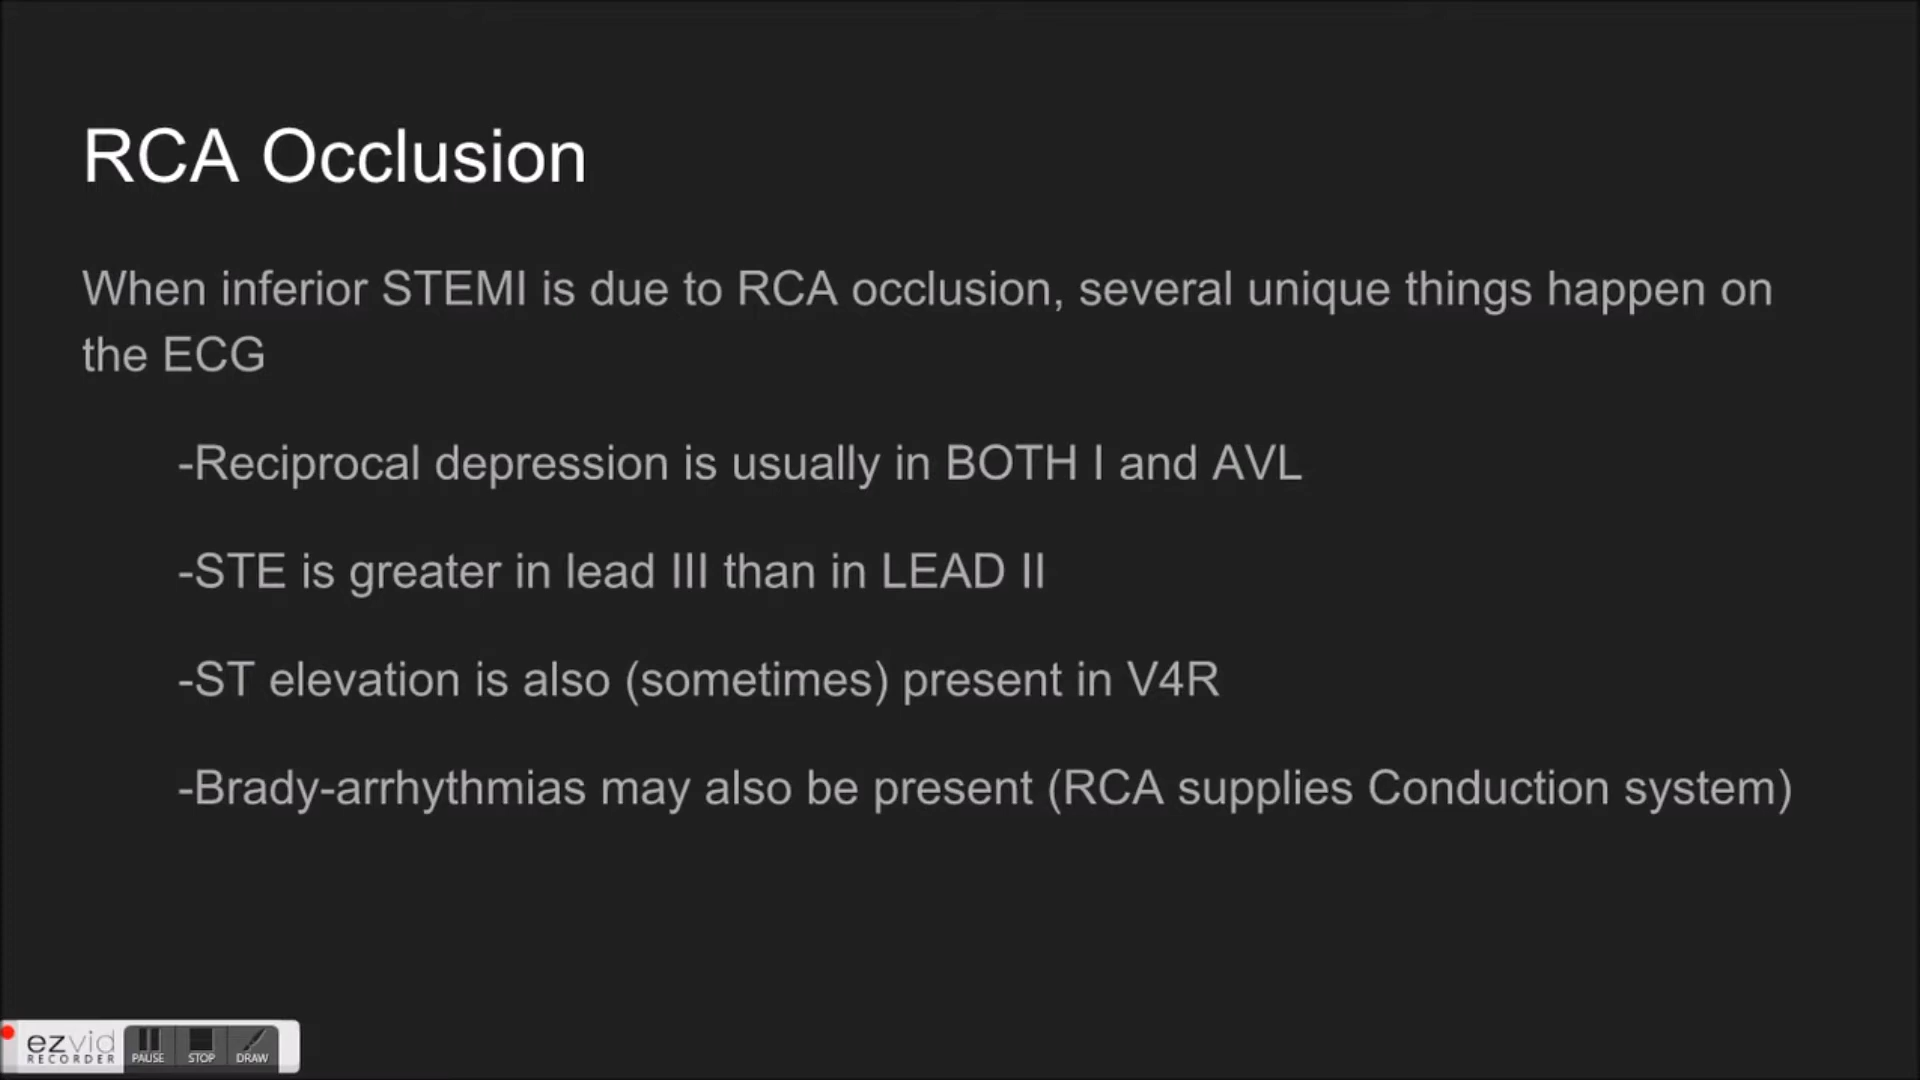 RCA Occlusion
When inferior STEMI is due to RCA occlusion, several unique things happen on
the ECG
-Reciprocal depression is usually in BOTH I and AVL
-STE is greater in lead III than in LEAD II
-ST elevation is also (sometimes) present in V4R
-Brady-arrhythmias may also be present (RCA supplies Conduction system)
ezvid
RECORDER
PAUSE STOP DRAW